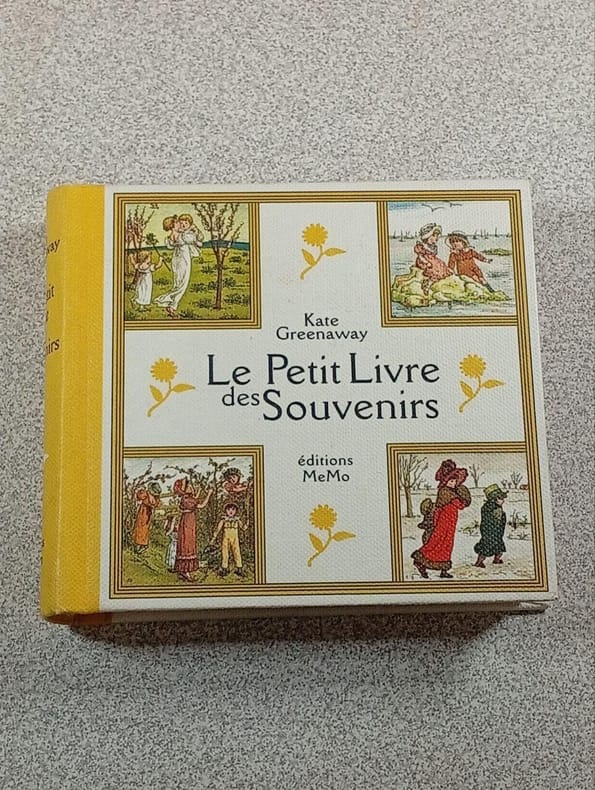 Kate
Greenaway
Le Petit Livre
des Souvenirs
éditions
MeMo